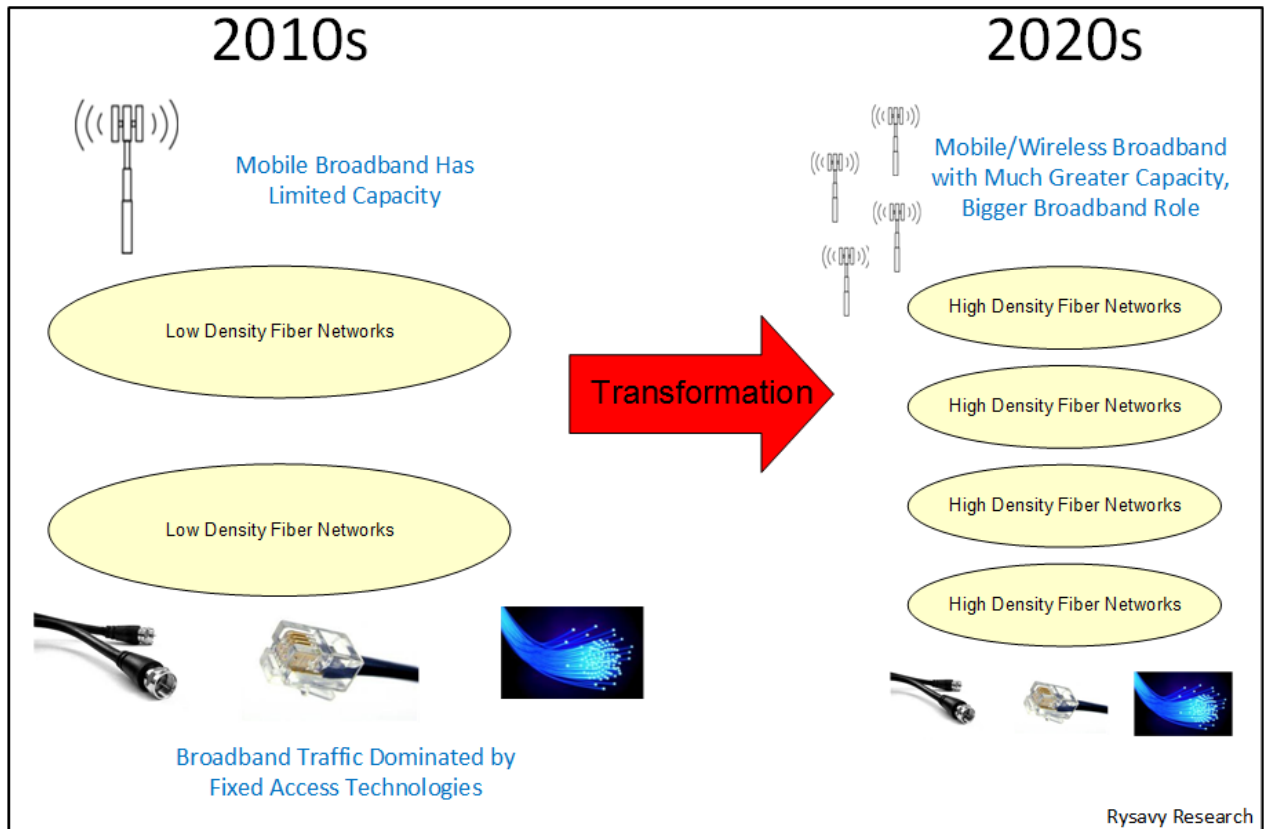 2010s
2020s
Mobile Broadband Has
Limited Capacity
Mobile/Wireless Broadband
with Much Greater Capacity,
Bigger Broadband Role
Low Density Fiber Networks
Low Density Fiber Networks
Transformation
High Density Fiber Networks
High Density Fiber Networks
High Density Fiber Networks
High Density Fiber Networks
Broadband Traffic Dominated by
Fixed Access Technologies
Rysavy Research